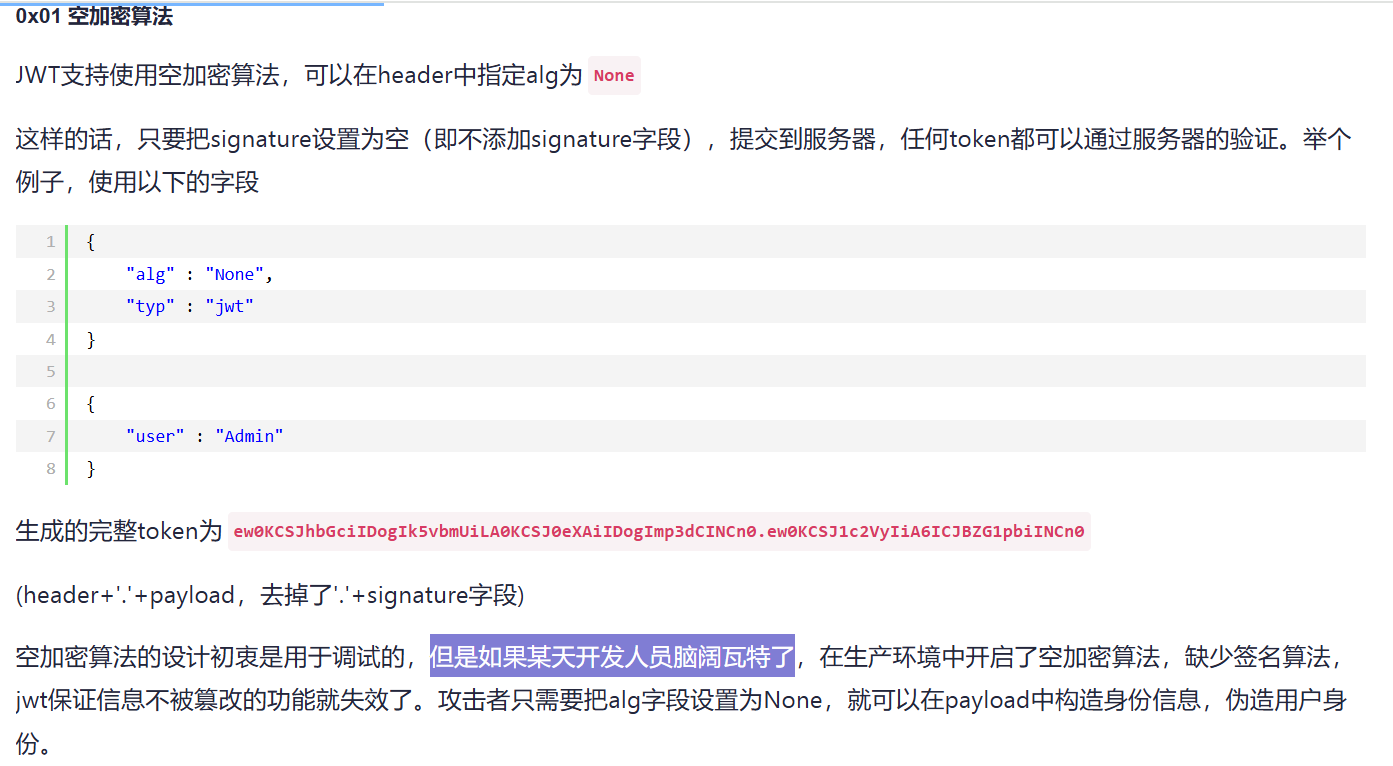 0x01 空加密算法
JWT支持使用空加密算法，可以在header中指定alg为 None
这样的话，只要把signature设置为空（即不添加signature字段），提交到服务器，任何token都可以通过服务器的验证。举个
例子，使用以下的字段
1 {
2 "alg" : "None",
3 "typ" : "jwt"
4 }
5
6 {
7 "user" : "Admin"
8 }
生成的完整token为 ew0KCSJhbGciIDogIk5vbmUiLA0KCSJ0eXAiIDogImp3dCINCn0.ew0KCSJ1c2VyIiA6ICJBZG1pbiINCn0
(header+'.'+payload，去掉了'.'+signature字段)
空加密算法的设计初衷是用于调试的，但是如果某天开发人员脑阔瓦特了，在生产环境中开启了空加密算法，缺少签名算法，
jwt保证信息不被篡改的功能就失效了。攻击者只需要把alg字段设置为None，就可以在payload中构造身份信息，伪造用户身
份。